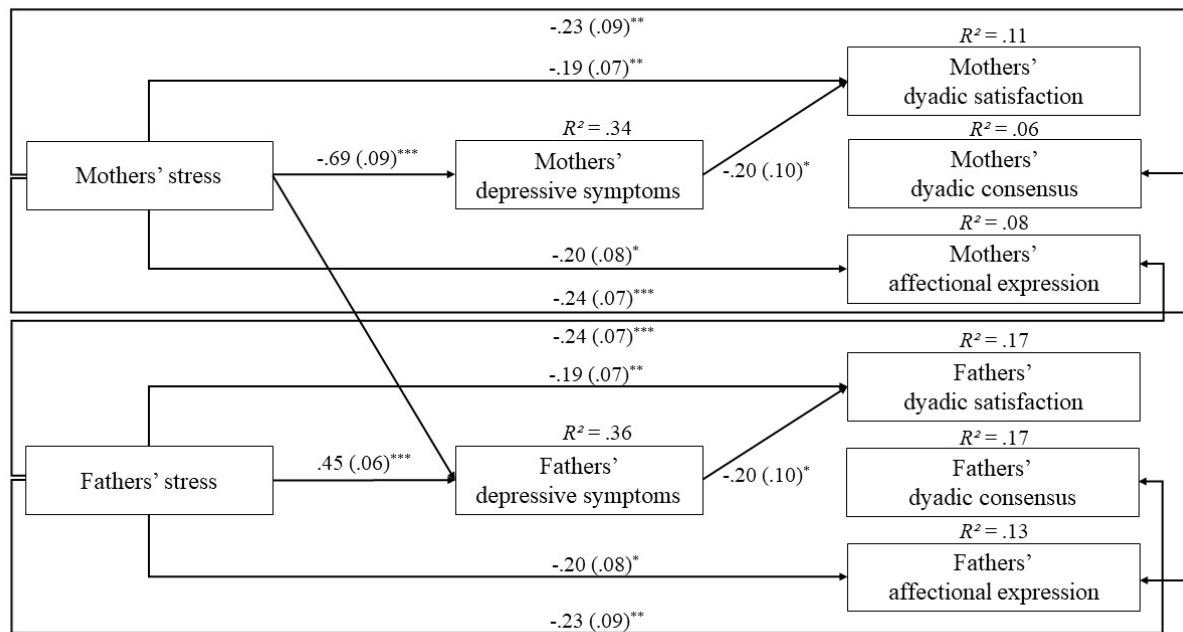 -.23 (.09)**
R² = .11
-.19 (.07)**
Mothers’
dyadic satisfaction
R² = .34
R² = .06
Mothers’ stress
-.69 (.09)***
Mothers’
depressive symptoms
-.20 (.10)*
Mothers’
dyadic consensus
R² = .08
-.20 (.08)*
Mothers’
affectional expression
-.24 (.07)***
-.24 (.07)***
R² = .17
-.19 (.07)**
Fathers’
dyadic satisfaction
R² = .36
R² = .17
Fathers’ stress
.45 (.06)***
Fathers’
depressive symptoms
-.20 (.10)*
Fathers’
dyadic consensus
R² = .13
-.20 (.08)*
Fathers’
affectional expression
-.23 (.09)**